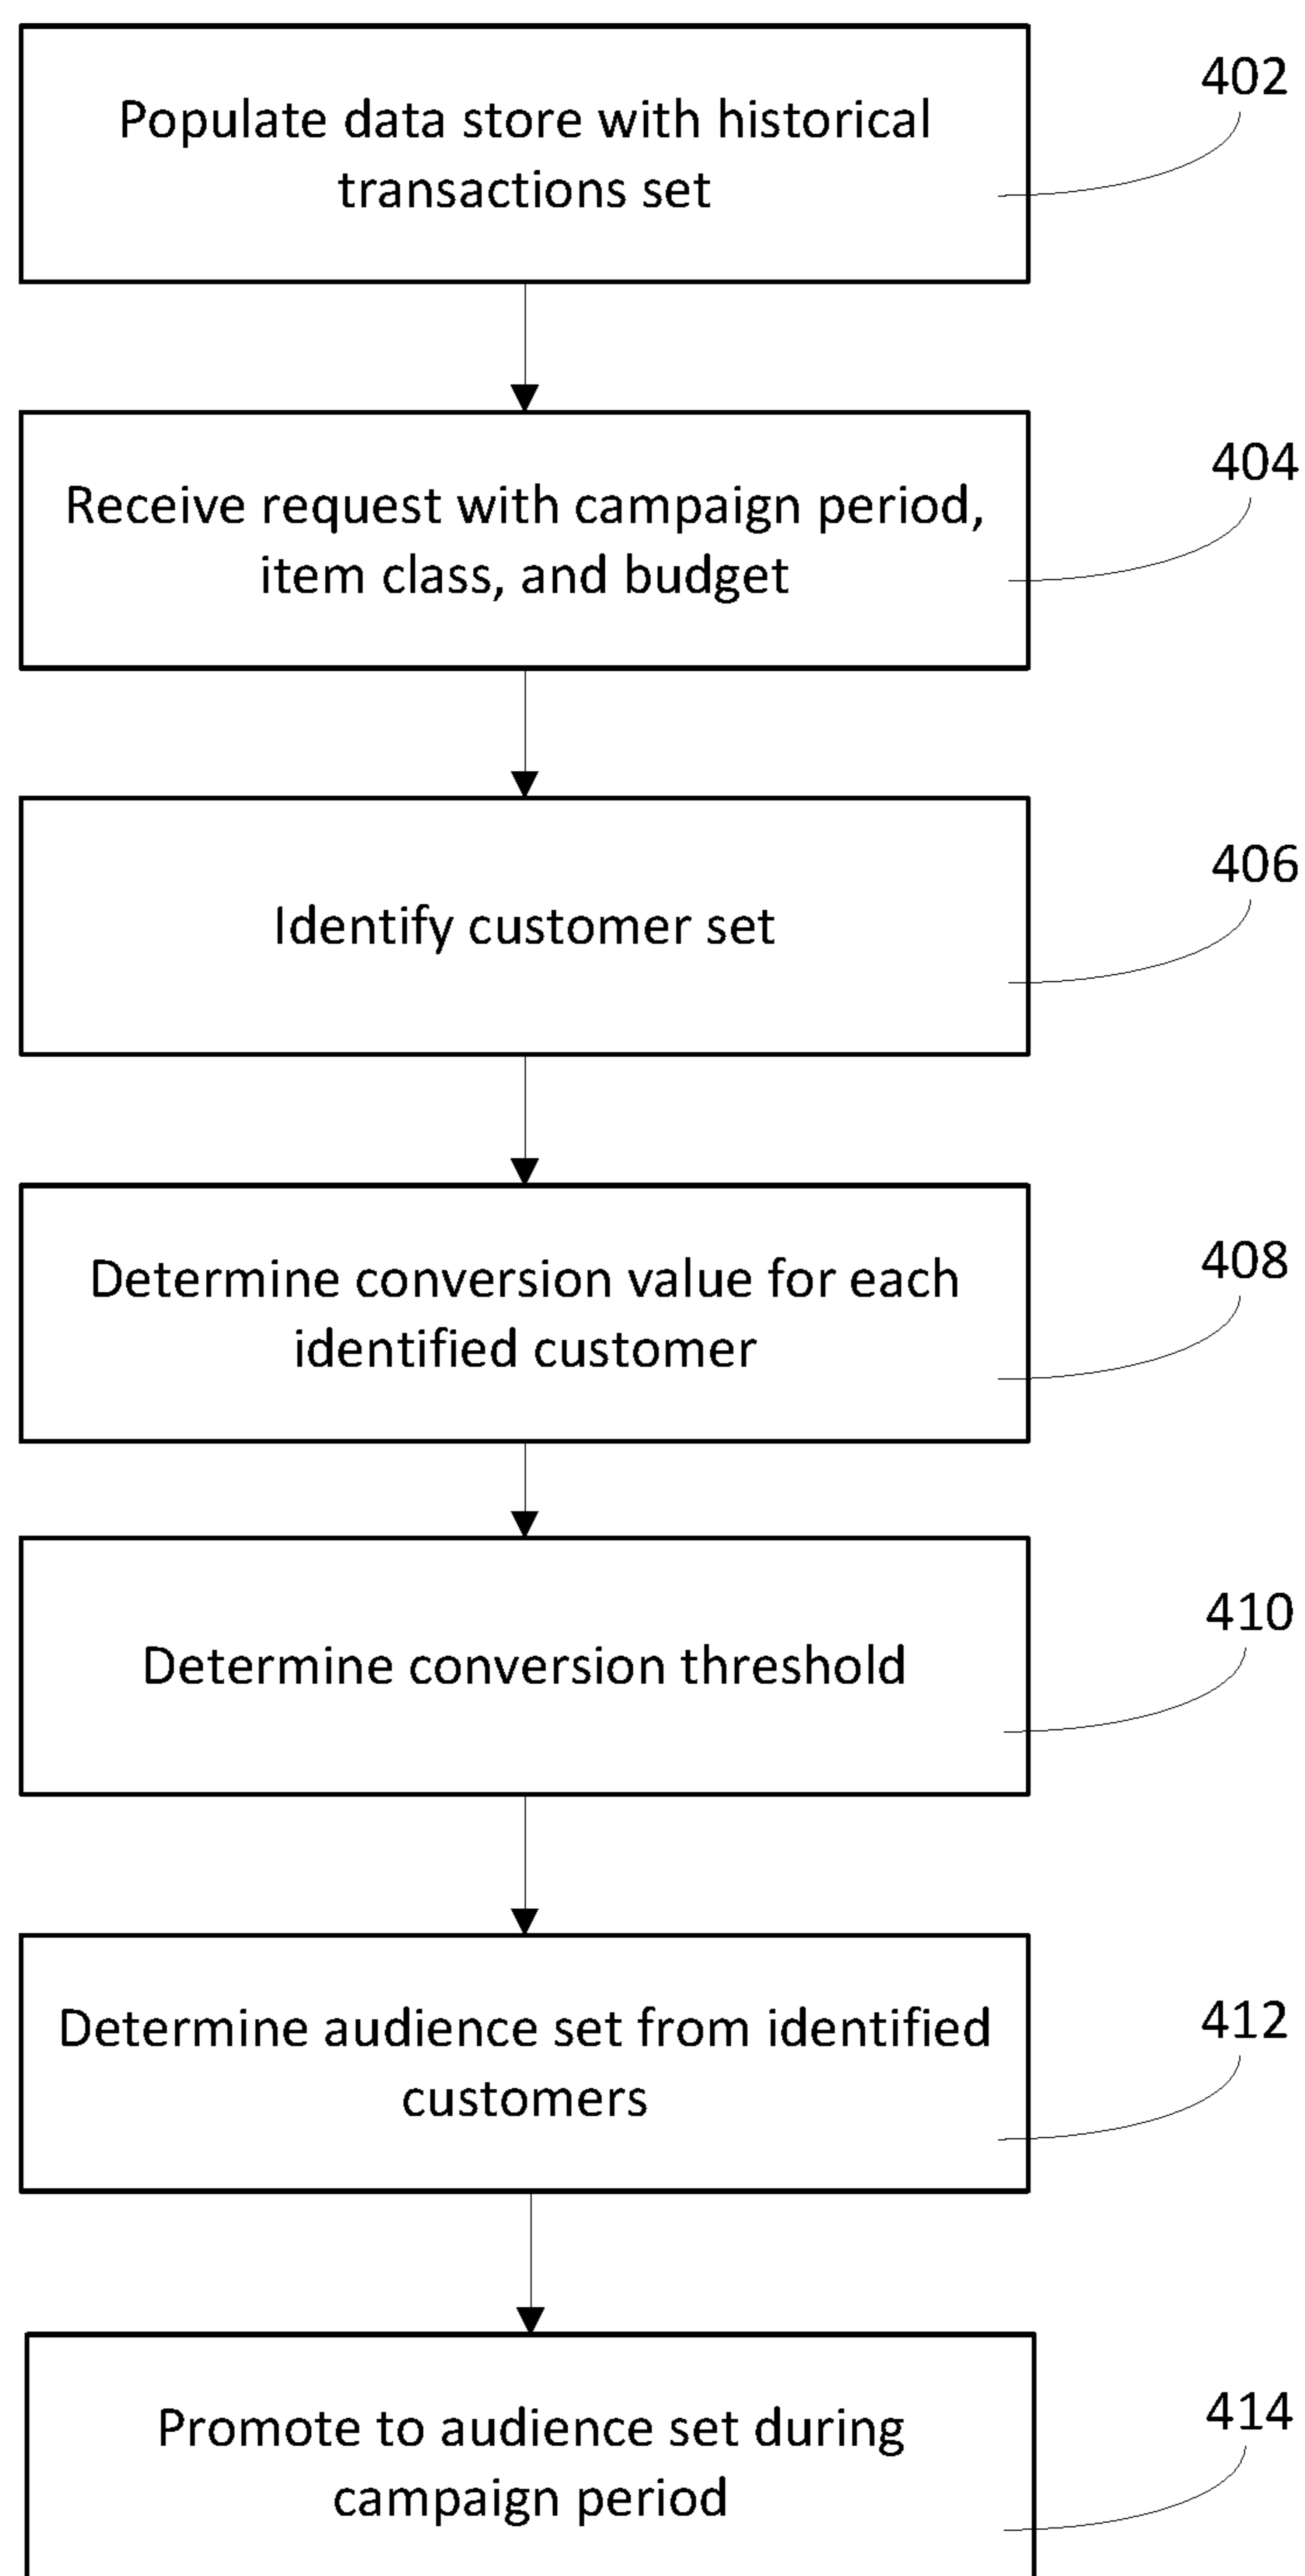 Populate data store with historical
transactions set
402
Receive request with campaign period,
item class, and budget
404
Identify customer set
406
Determine conversion value for each
identified customer
408
Determine conversion threshold
410
Determine audience set from identified
customers
412
Promote to audience set during
campaign period
414